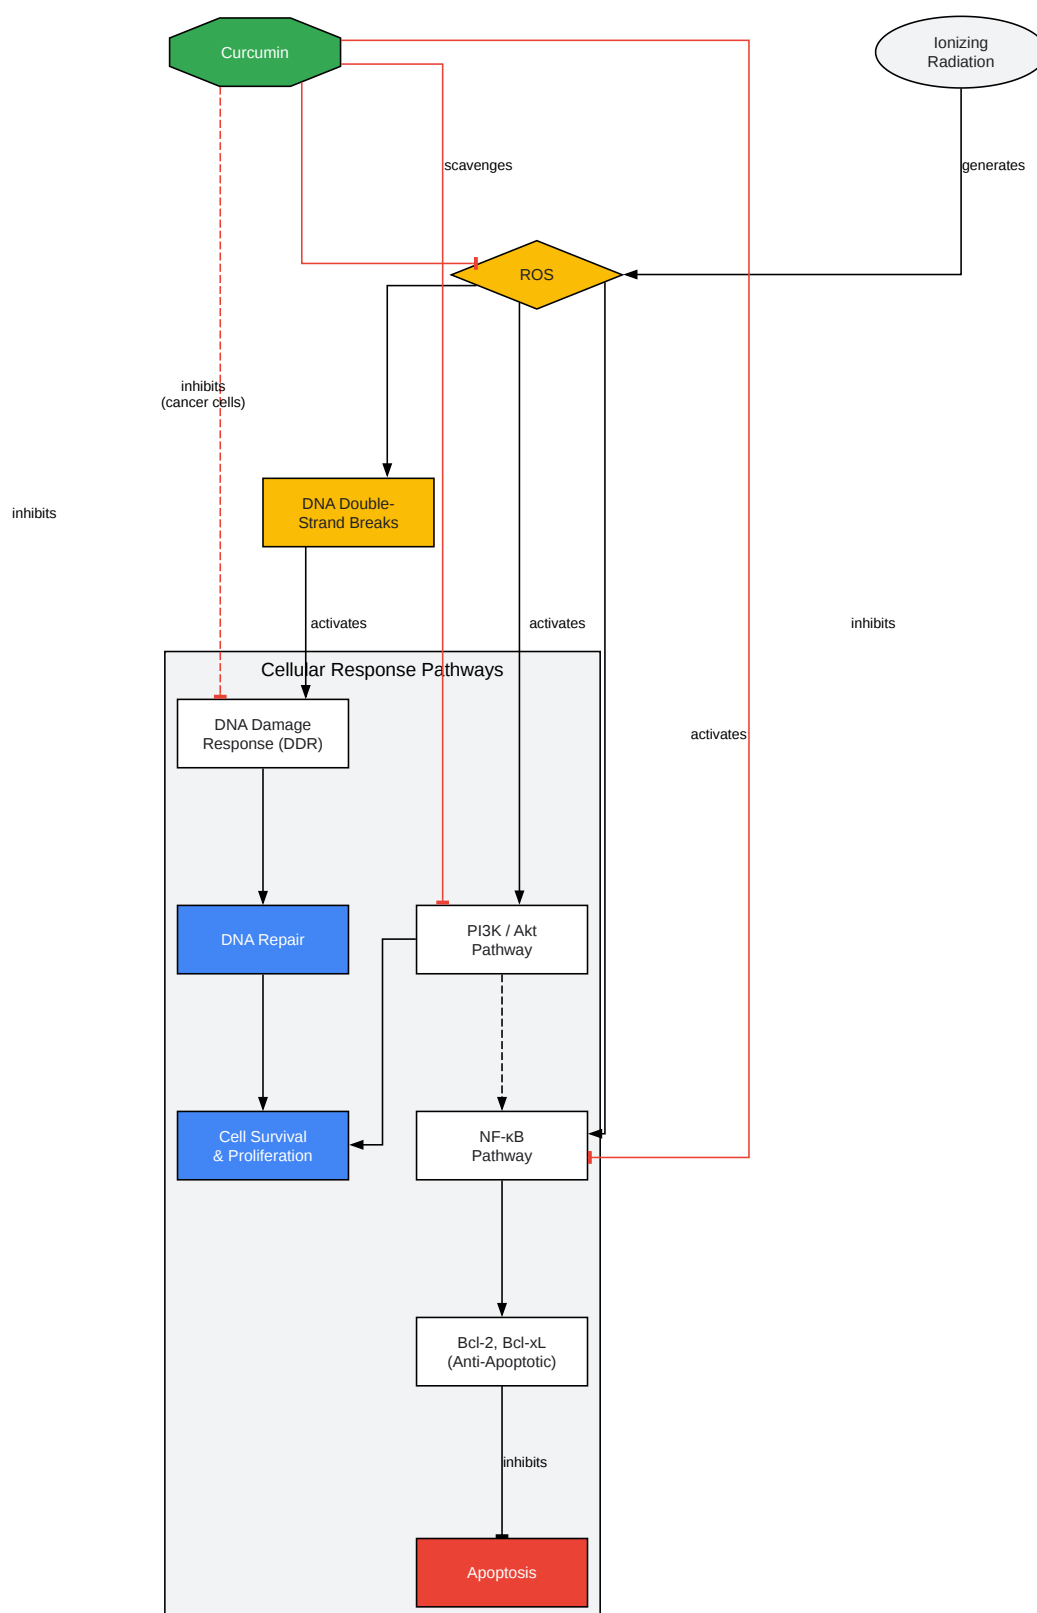 Curcumin
Ionizing
Radiation
scavenges
generates
ROS
inhibits
(cancer cells)
DNA Double-
Strand Breaks
inhibits
activates
activates
inhibits
Cellular Response Pathways
DNA Damage
Response (DDR)
activates
DNA Repair
PI3K / Akt
Pathway
Cell Survival
& Proliferation
NF-κB
Pathway
Bcl-2, Bcl-xL
(Anti-Apoptotic)
inhibits
Apoptosis